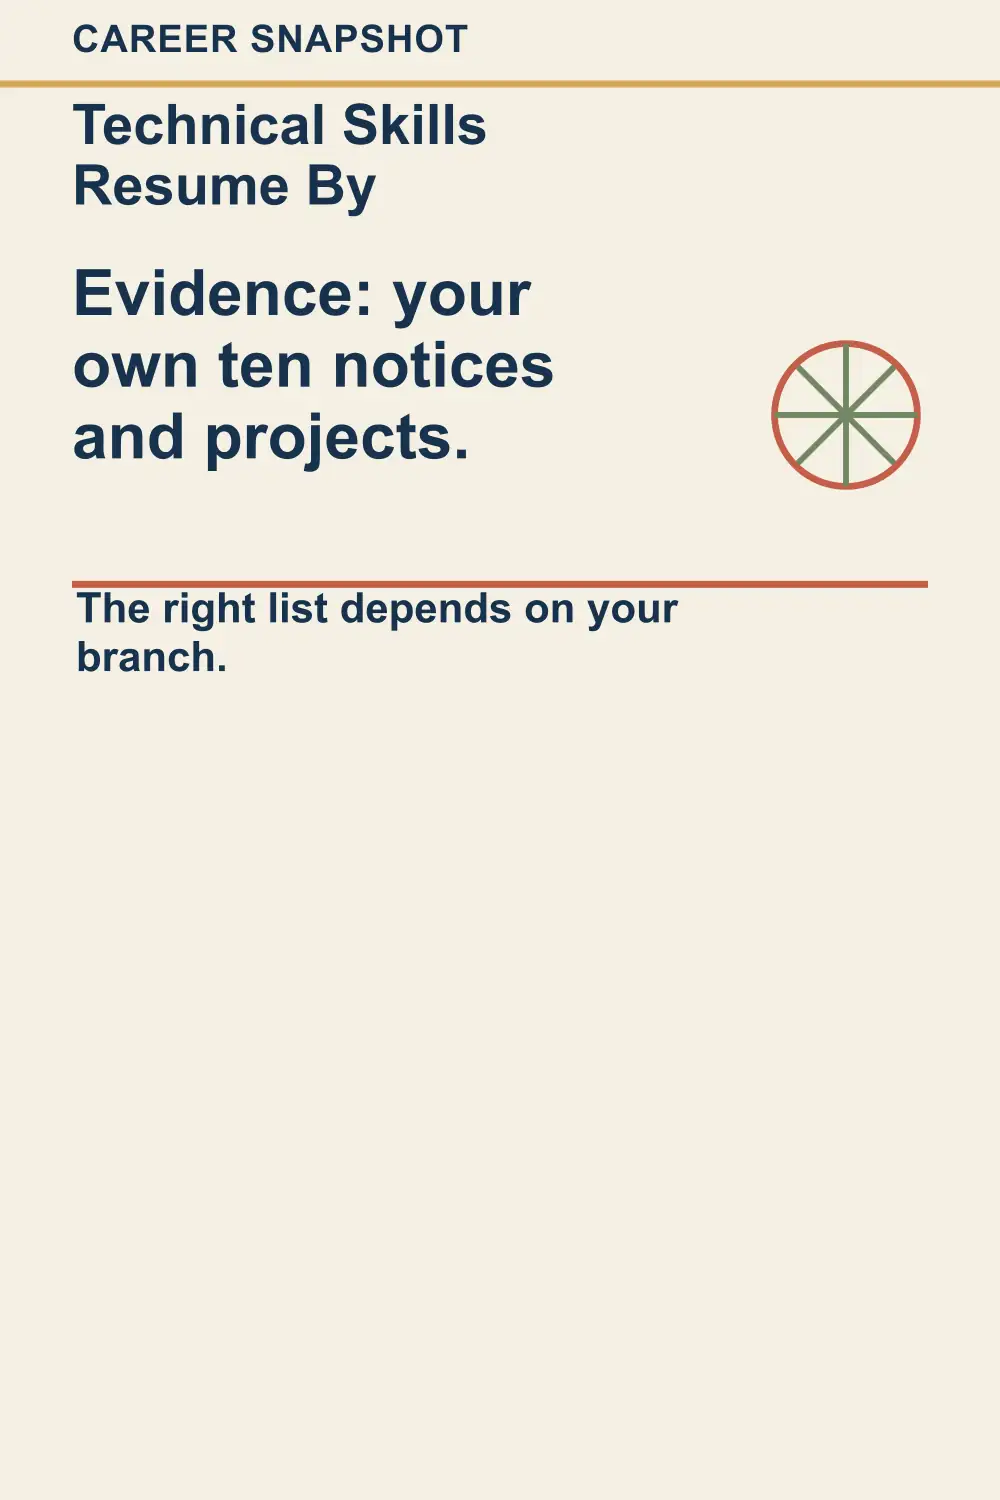 CAREER SNAPSHOT
Technical Skills
Resume By
Evidence: your
own ten notices
and projects.
The right list depends on your
branch.